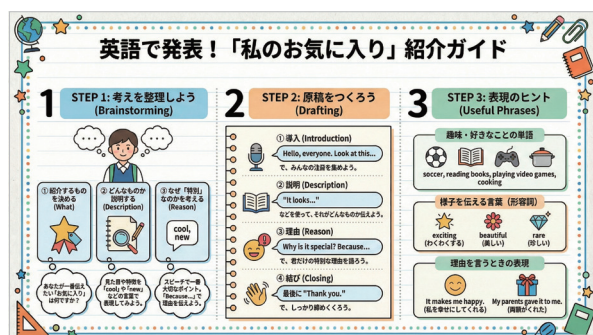 英語で発表！「私のお気に入り」紹介ガイド
1
STEP 1: 考えを整理しよう
(Brainstorming)
① 紹介するもの
を決める
(What)
② どんなものか
説明する
(Description)
③ なぜ「特別」
なのかを考える
(Reason)
cool,
new
あなたが一番伝え
たい「お気に入り」
は何ですか？
見た目や特徴を
「cool」や「new」
などの言葉で
表現してみよう。
スピーチで一番
大切なポイント。
「Because...」で
理由を伝えよう。
2
STEP 2: 原稿をつくろう
(Drafting)
① 導入 (Introduction)
Hello, everyone. Look at this...
で、みんなの注目を集めよう。
② 説明 (Description)
"It looks..."
などを使って、それがどんなものか伝えよう。
③ 理由 (Reason)
Why is it special? Because...
で、君だけの特別な理由を語ろう。
④ 結び (Closing)
最後に "Thank you."
で、しっかり締めくくろう。
3
STEP 3: 表現のヒント
(Useful Phrases)
趣味・好きなことの単語
soccer, reading books, playing video games,
cooking
様子を伝える言葉（形容詞）
exciting
(わくわくする)
beautiful
(美しい)
rare
(珍しい)
理由を言うときの表現
It makes me happy.
(私を幸せにしてくれる)
My parents gave it to me.
(両親がくれた)